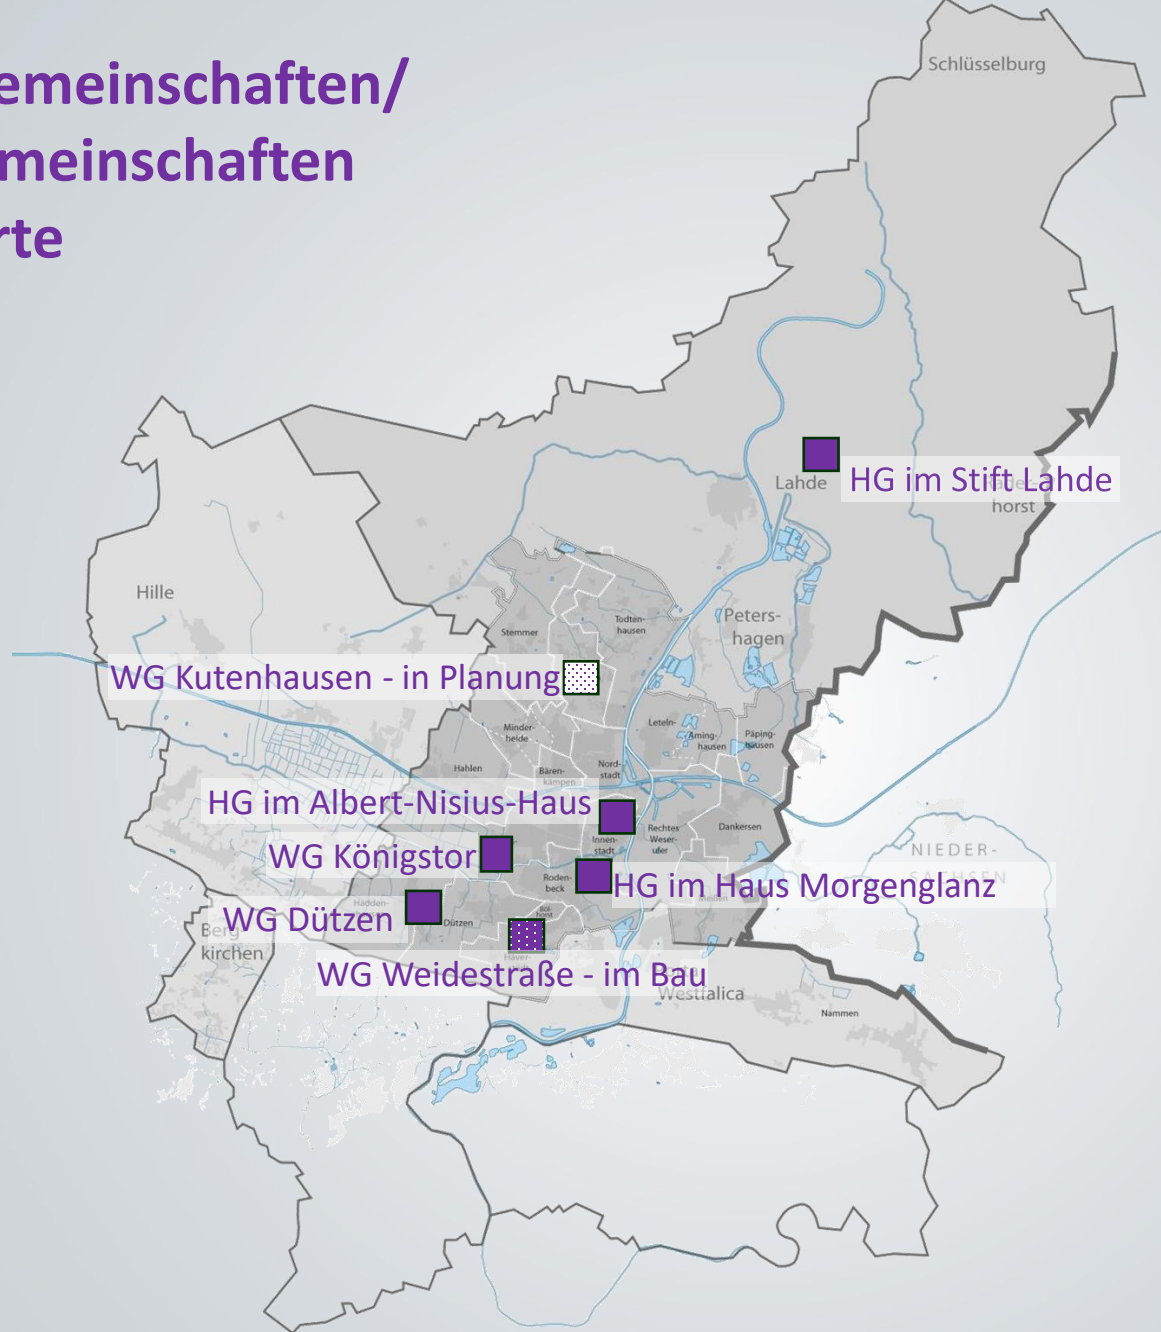 emeinschaften/
meinschaften
rte
Schlüsselburg
Lahde
HG im Stift Lahde
horst
Hille
Peters-
hagen
Todten-
hausen
Stemmer
WG Kutenhausen - in Planung
Minder-
heide
Leteln-
Aming-
hausen
Päping-
hausen
Hahlen
Bären-
kämpen
Nord-
stadt
HG im Albert-Nisius-Haus
Innen-
stadt
Rechtes
Weser-
ufer
Dankersen
WG Königstor
NIEDER-
SACHSEN
Roden-
beck
HG im Haus Morgenglanz
WG Dützen
Dützen
Berg-
kirchen
WG Weidestraße - im Bau
Westfalica
Nammen